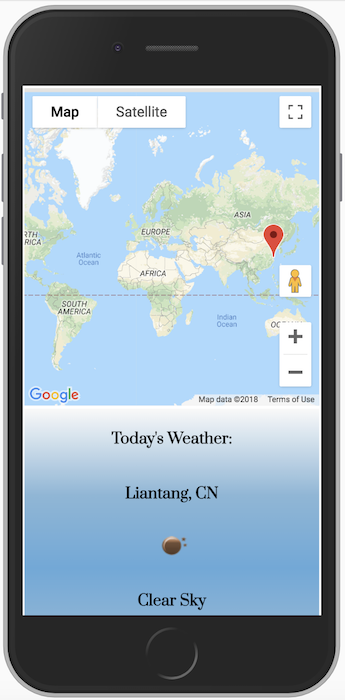 Map Satellite
ASIA
EUROPE
RTH
RICA
Atlantic
Ocean
AFRICA
SOUTH
AMERICA
Indian
Ocean
OC
Google
Map data ©2018 Terms of Use
Today's Weather:
Liantang, CN
Clear Sky